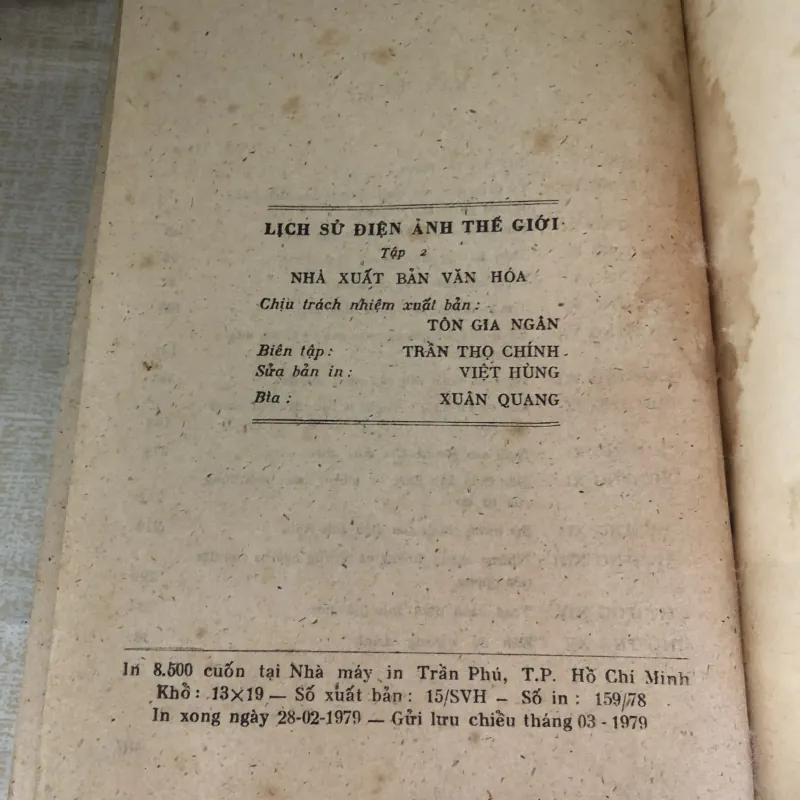 LỊCH SỬ ĐIỆN ẢNH THẾ GIỚI
Tập 2
NHÀ XUẤT BẢN VĂN HÓA
Chịu trách nhiệm xuất bản :
TÔN GIA NGÂN
Biên tập : TRẦN THỌ CHÍNH
Sửa bản in : VIỆT HÙNG
Bìa : XUÂN QUANG
In 8.500 cuốn tại Nhà máy in Trần Phú, T.P. Hồ Chí Minh
Khổ : 13×19 — Số xuất bản : 15/SVH — Số in : 159/78
In xong ngày 28-02-1979 — Gửi lưu chiều tháng 03 - 1979